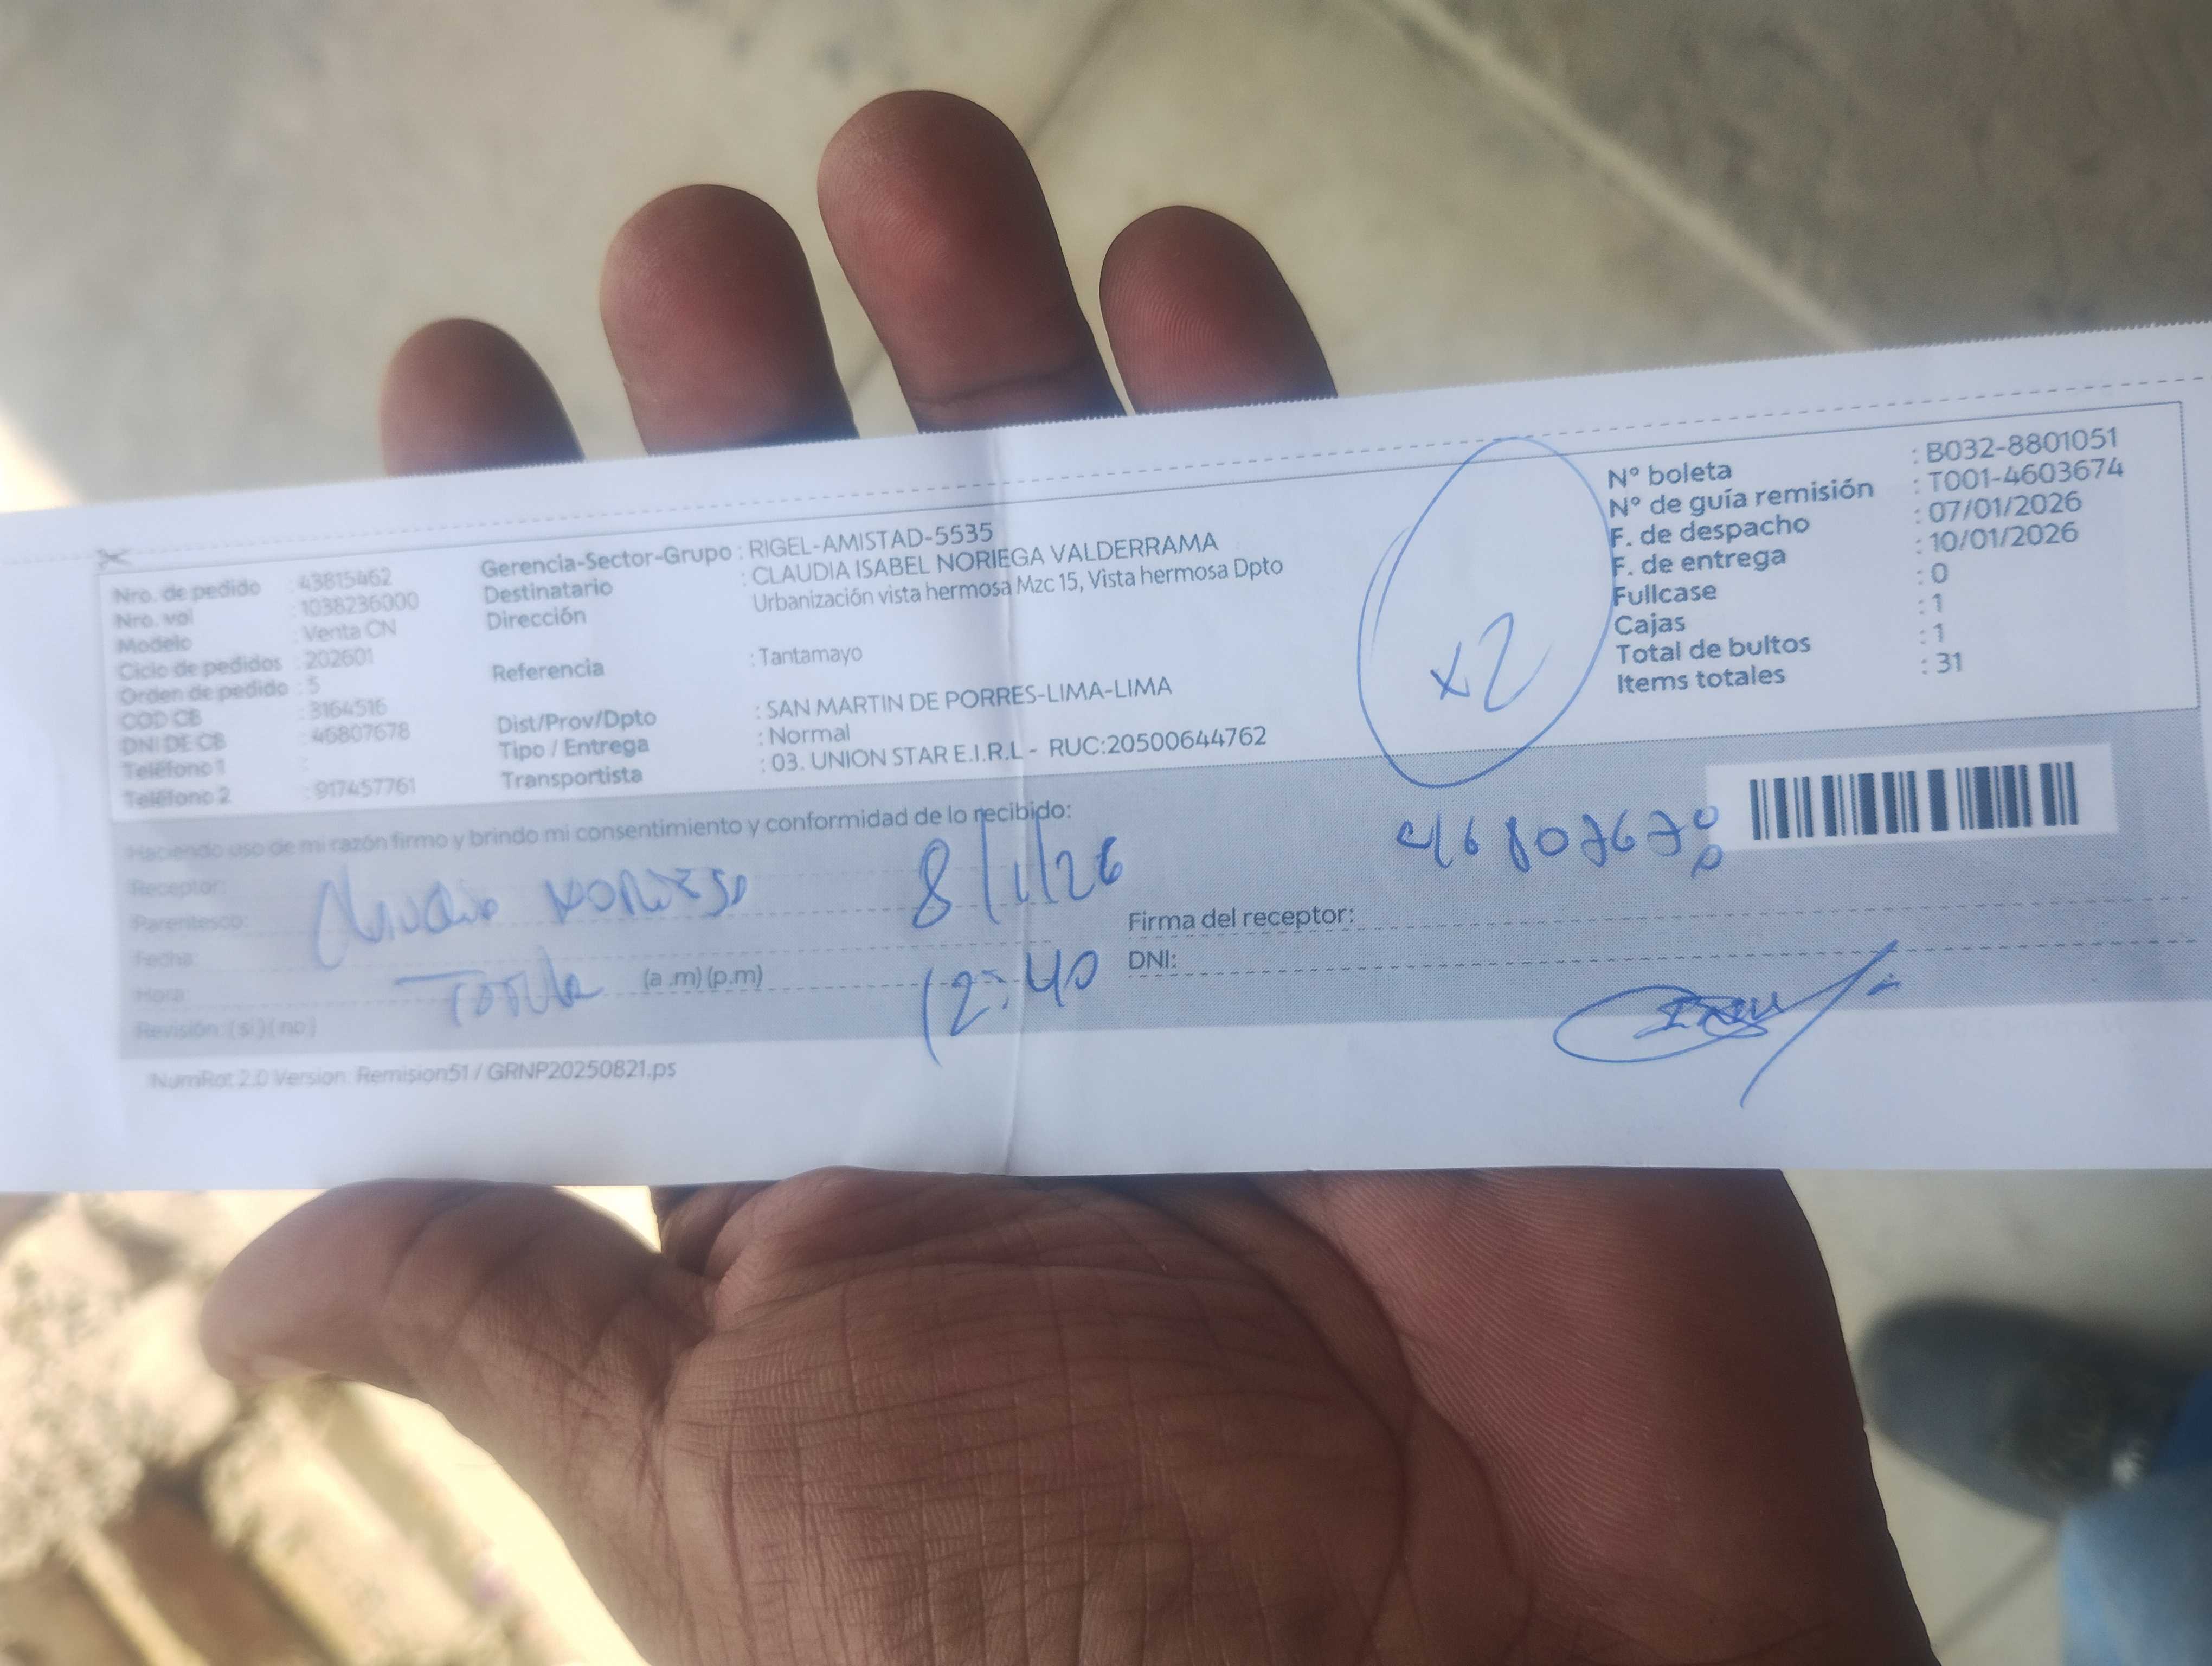 Nro. de pedido : 43815462
Nro. vol : 1038236000
Modelo : Venta CN
Ciclo de pedidos : 202601
Orden de pedido : 5
COD CB : 3164516
DNI DE CB : 46807678
Teléfono 1 :
Teléfono 2 : 917457761
Gerencia-Sector-Grupo : RIGEL-AMISTAD-5535
Destinatario : CLAUDIA ISABEL NORIEGA VALDERRAMA
Dirección : Urbanización vista hermosa Mzc 15, Vista hermosa Dpto
Referencia : Tantamayo
Dist/Prov/Dpto : SAN MARTIN DE PORRES-LIMA-LIMA
Tipo / Entrega : Normal
Transportista : 03. UNION STAR E.I.R.L - RUC:20500644762
x2
N° boleta : B032-8801051
N° de guía remisión : T001-4603674
F. de despacho : 07/01/2026
F. de entrega : 10/01/2026
Fullcase : 0
Cajas : 1
Total de bultos : 1
Items totales : 31
Haciendo uso de mi razón firmo y brindo mi consentimiento y conformidad de lo recibido:
Receptor:
Parentesco:
Fecha:
Hora: (a.m) (p.m)
Revisión: (si) (no)
8/1/26
12:40
46807678
Firma del receptor:
DNI:
NumRot 2.0 Version: Remision51 / GRNP20250821.ps